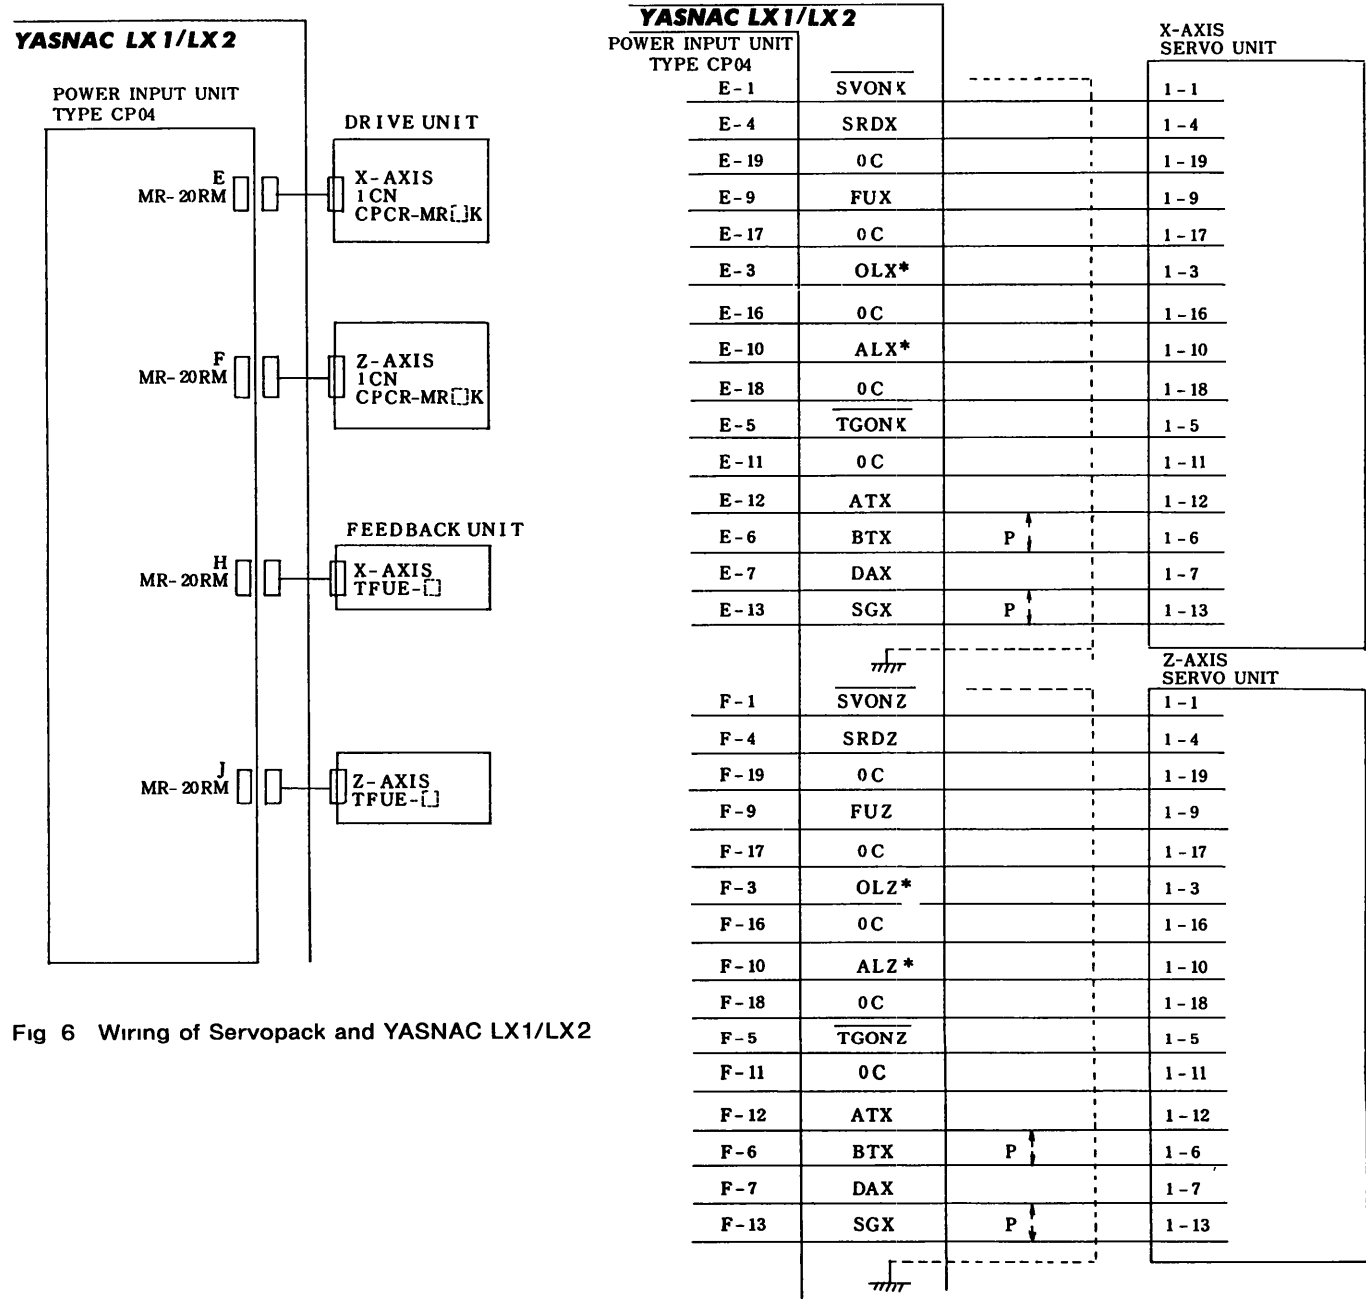 YASNAC LX1/LX2
POWER INPUT UNIT
TYPE CP04
DRIVE UNIT
E
MR-20RM
X-AXIS
1CN
CPCR-MR[]K
F
MR-20RM
Z-AXIS
1CN
CPCR-MR[]K
FEEDBACK UNIT
H
MR-20RM
X-AXIS
TFUE-[]
J
MR-20RM
Z-AXIS
TFUE-[]
Fig 6 Wiring of Servopack and YASNAC LX1/LX2
YASNAC LX1/LX2
POWER INPUT UNIT
TYPE CP04
X-AXIS
SERVO UNIT
E-1 SVONX 1-1
E-4 SRDX 1-4
E-19 0C 1-19
E-9 FUX 1-9
E-17 0C 1-17
E-3 OLX* 1-3
E-16 0C 1-16
E-10 ALX* 1-10
E-18 0C 1-18
E-5 TGONX 1-5
E-11 0C 1-11
E-12 ATX 1-12
E-6 BTX P 1-6
E-7 DAX 1-7
E-13 SGX P 1-13
Z-AXIS
SERVO UNIT
F-1 SVONZ 1-1
F-4 SRDZ 1-4
F-19 0C 1-19
F-9 FUZ 1-9
F-17 0C 1-17
F-3 OLZ* 1-3
F-16 0C 1-16
F-10 ALZ* 1-10
F-18 0C 1-18
F-5 TGONZ 1-5
F-11 0C 1-11
F-12 ATX 1-12
F-6 BTX P 1-6
F-7 DAX 1-7
F-13 SGX P 1-13